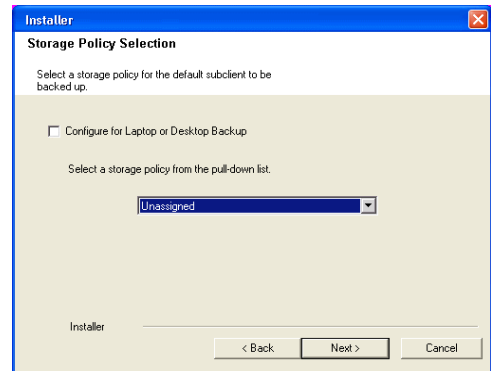 Installer
Storage Policy Selection
Select a storage policy for the default subclient to be
backed up.
Configure for Laptop or Desktop Backup
Select a storage policy from the pull-down list.
Unassigned
Installer
< Back Next > Cancel